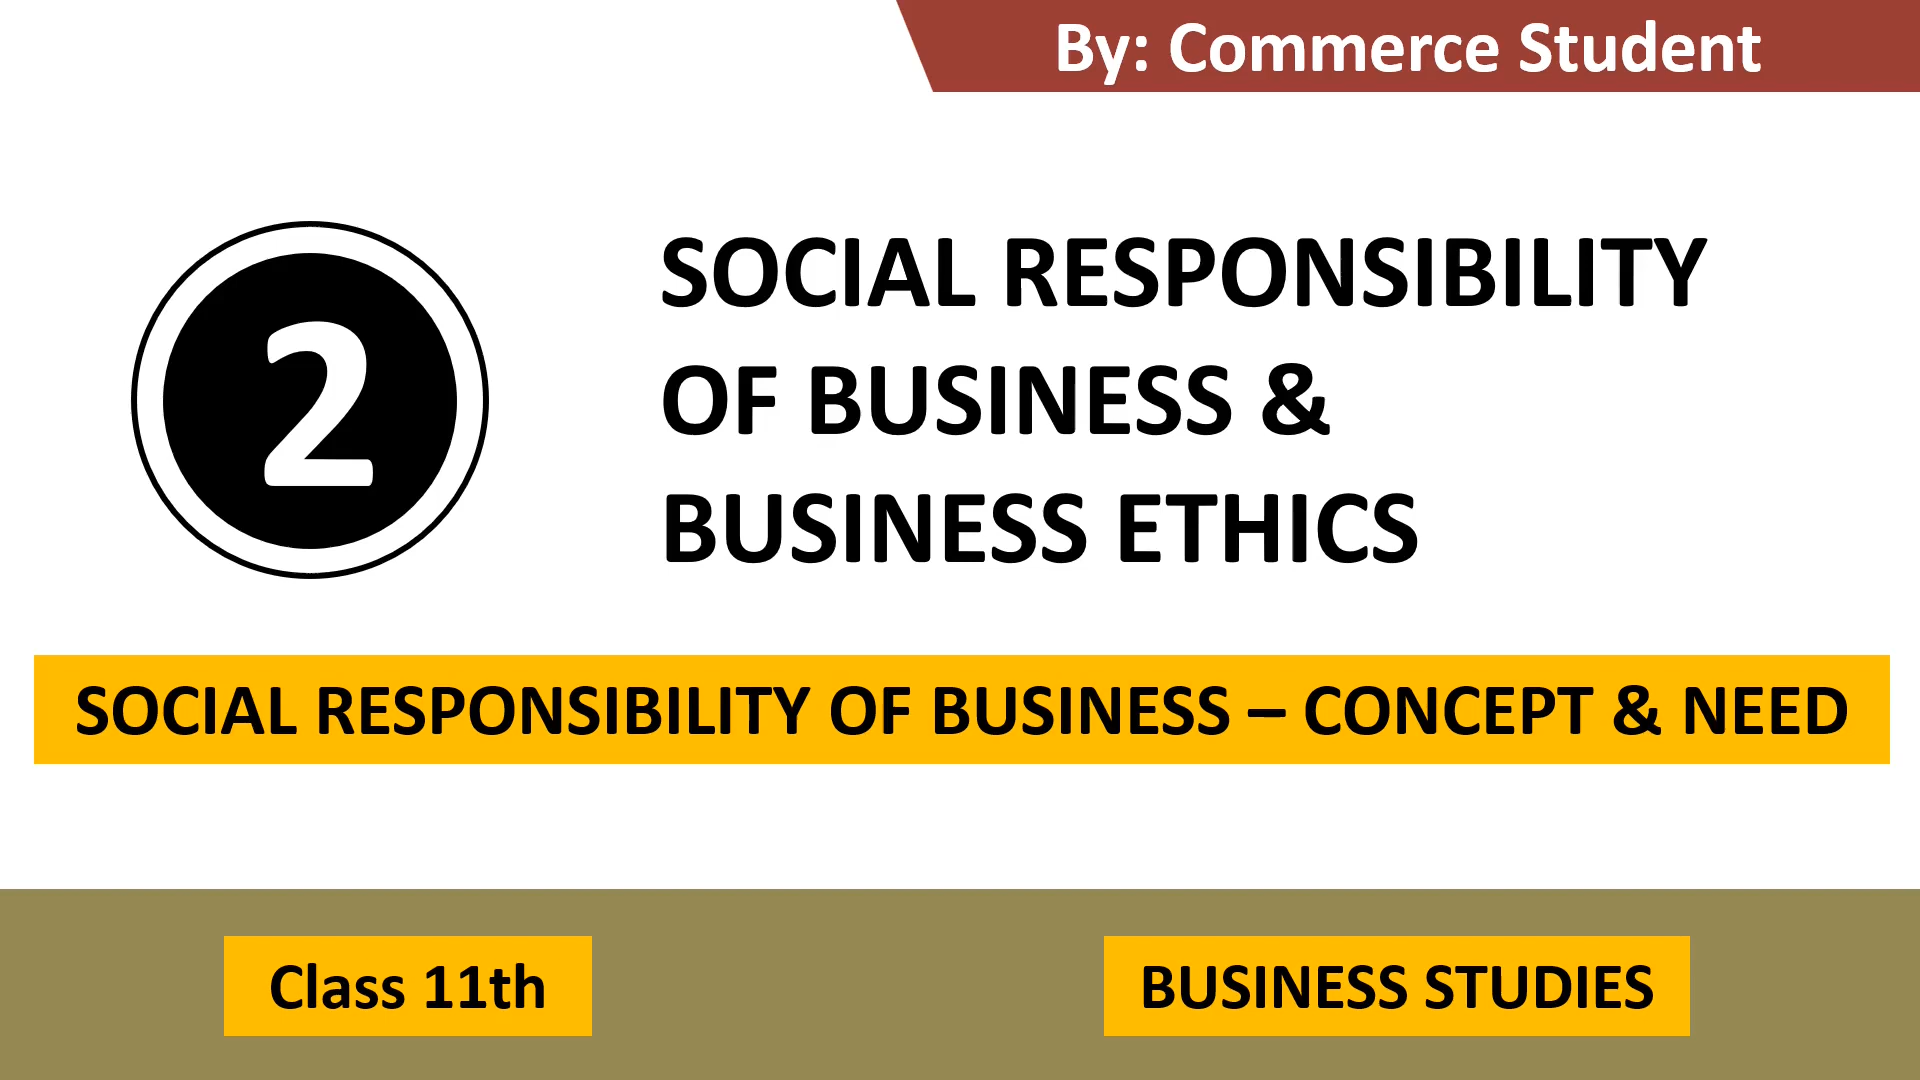 By: Commerce Student
2
SOCIAL RESPONSIBILITY
OF BUSINESS &
BUSINESS ETHICS
SOCIAL RESPONSIBILITY OF BUSINESS – CONCEPT & NEED
Class 11th
BUSINESS STUDIES